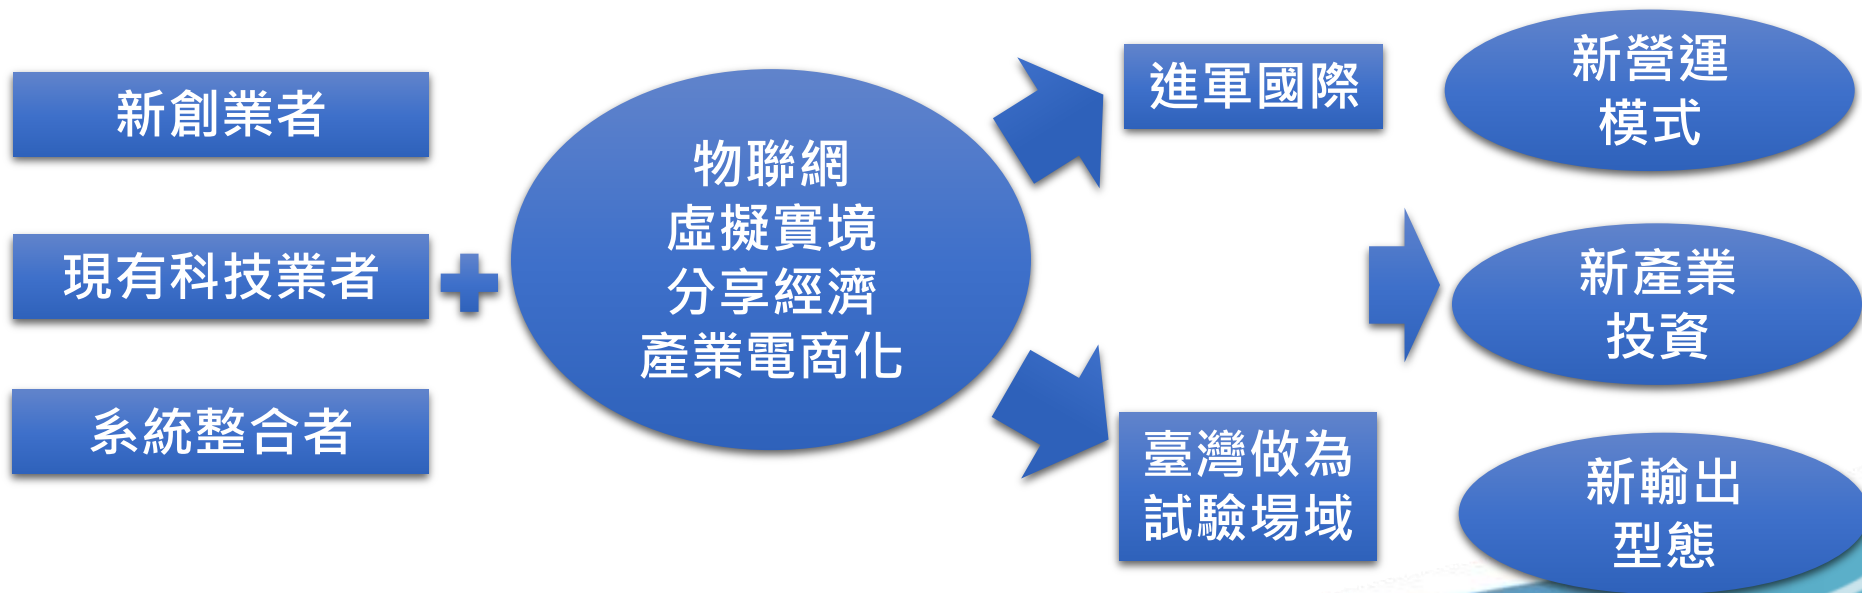 新創業者
現有科技業者
系統整合者
物聯網
虛擬實境
分享經濟
產業電商化
進軍國際
臺灣做為
試驗場域
新營運
模式
新產業
投資
新輸出
型態